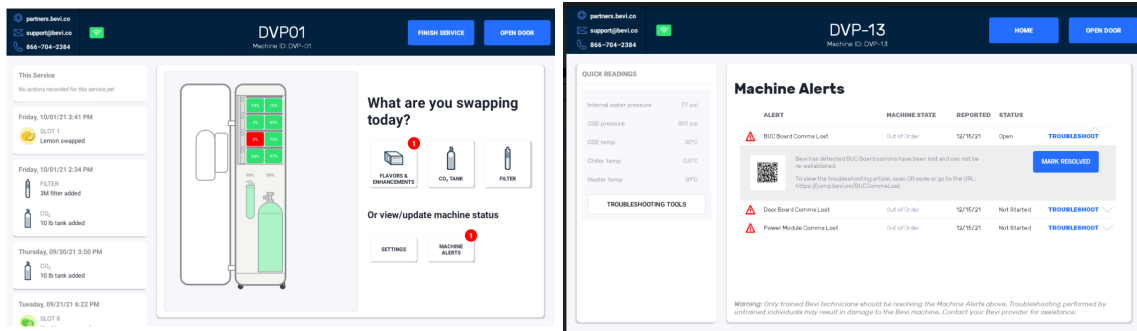 partners.bevi.co
support@bevi.co
866-704-2384
DVP01
Machine ID: DVP-01
FINISH SERVICE
OPEN DOOR
This Service
No actions recorded for this service yet
Friday, 10/01/21 3:41 PM
SLOT 1
Lemon swapped
Friday, 10/01/21 2:34 PM
FILTER
3M filter added
CO₂
10 lb tank added
Thursday, 09/30/21 3:50 PM
CO₂
10 lb tank added
Tuesday, 09/21/21 6:22 PM
SLOT 8
What are you swapping
today?
1
FLAVORS &
ENHANCEMENTS
CO₂ TANK
FILTER
Or view/update machine status
1
SETTINGS
MACHINE
ALERTS
partners.bevi.co
support@bevi.co
866-704-2384
DVP-13
Machine ID: DVP-13
HOME
OPEN DOOR
QUICK READINGS
Internal water pressure 77 psi
CO2 pressure 801 psi
CO2 temp
Chiller temp
Heater temp
TROUBLESHOOTING TOOLS
Machine Alerts
ALERT MACHINE STATE REPORTED STATUS
BUC Board Comms Lost Out of Order 12/15/21 Open TROUBLESHOOT
Bevi has detected BUC Board comms have been lost and can not be
re-established.
To view the troubleshooting article, scan QR code or go to the URL:
https://jump.bevi.co/BUCCommsLost
MARK RESOLVED
Door Board Comms Lost Out of Order 12/15/21 Not Started TROUBLESHOOT
Power Module Comms Lost Out of Order 12/15/21 Not Started TROUBLESHOOT
Warning: Only trained Bevi technicians should be resolving the Machine Alerts above. Troubleshooting performed by
untrained individuals may result in damage to the Bevi machine. Contact your Bevi provider for assistance.